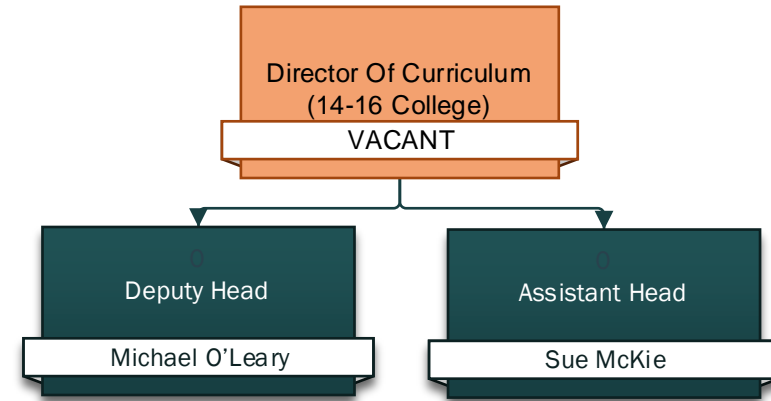 Director Of Curriculum
(14-16 College)
VACANT
0
Deputy Head
Michael O'Leary
0
Assistant Head
Sue McKie